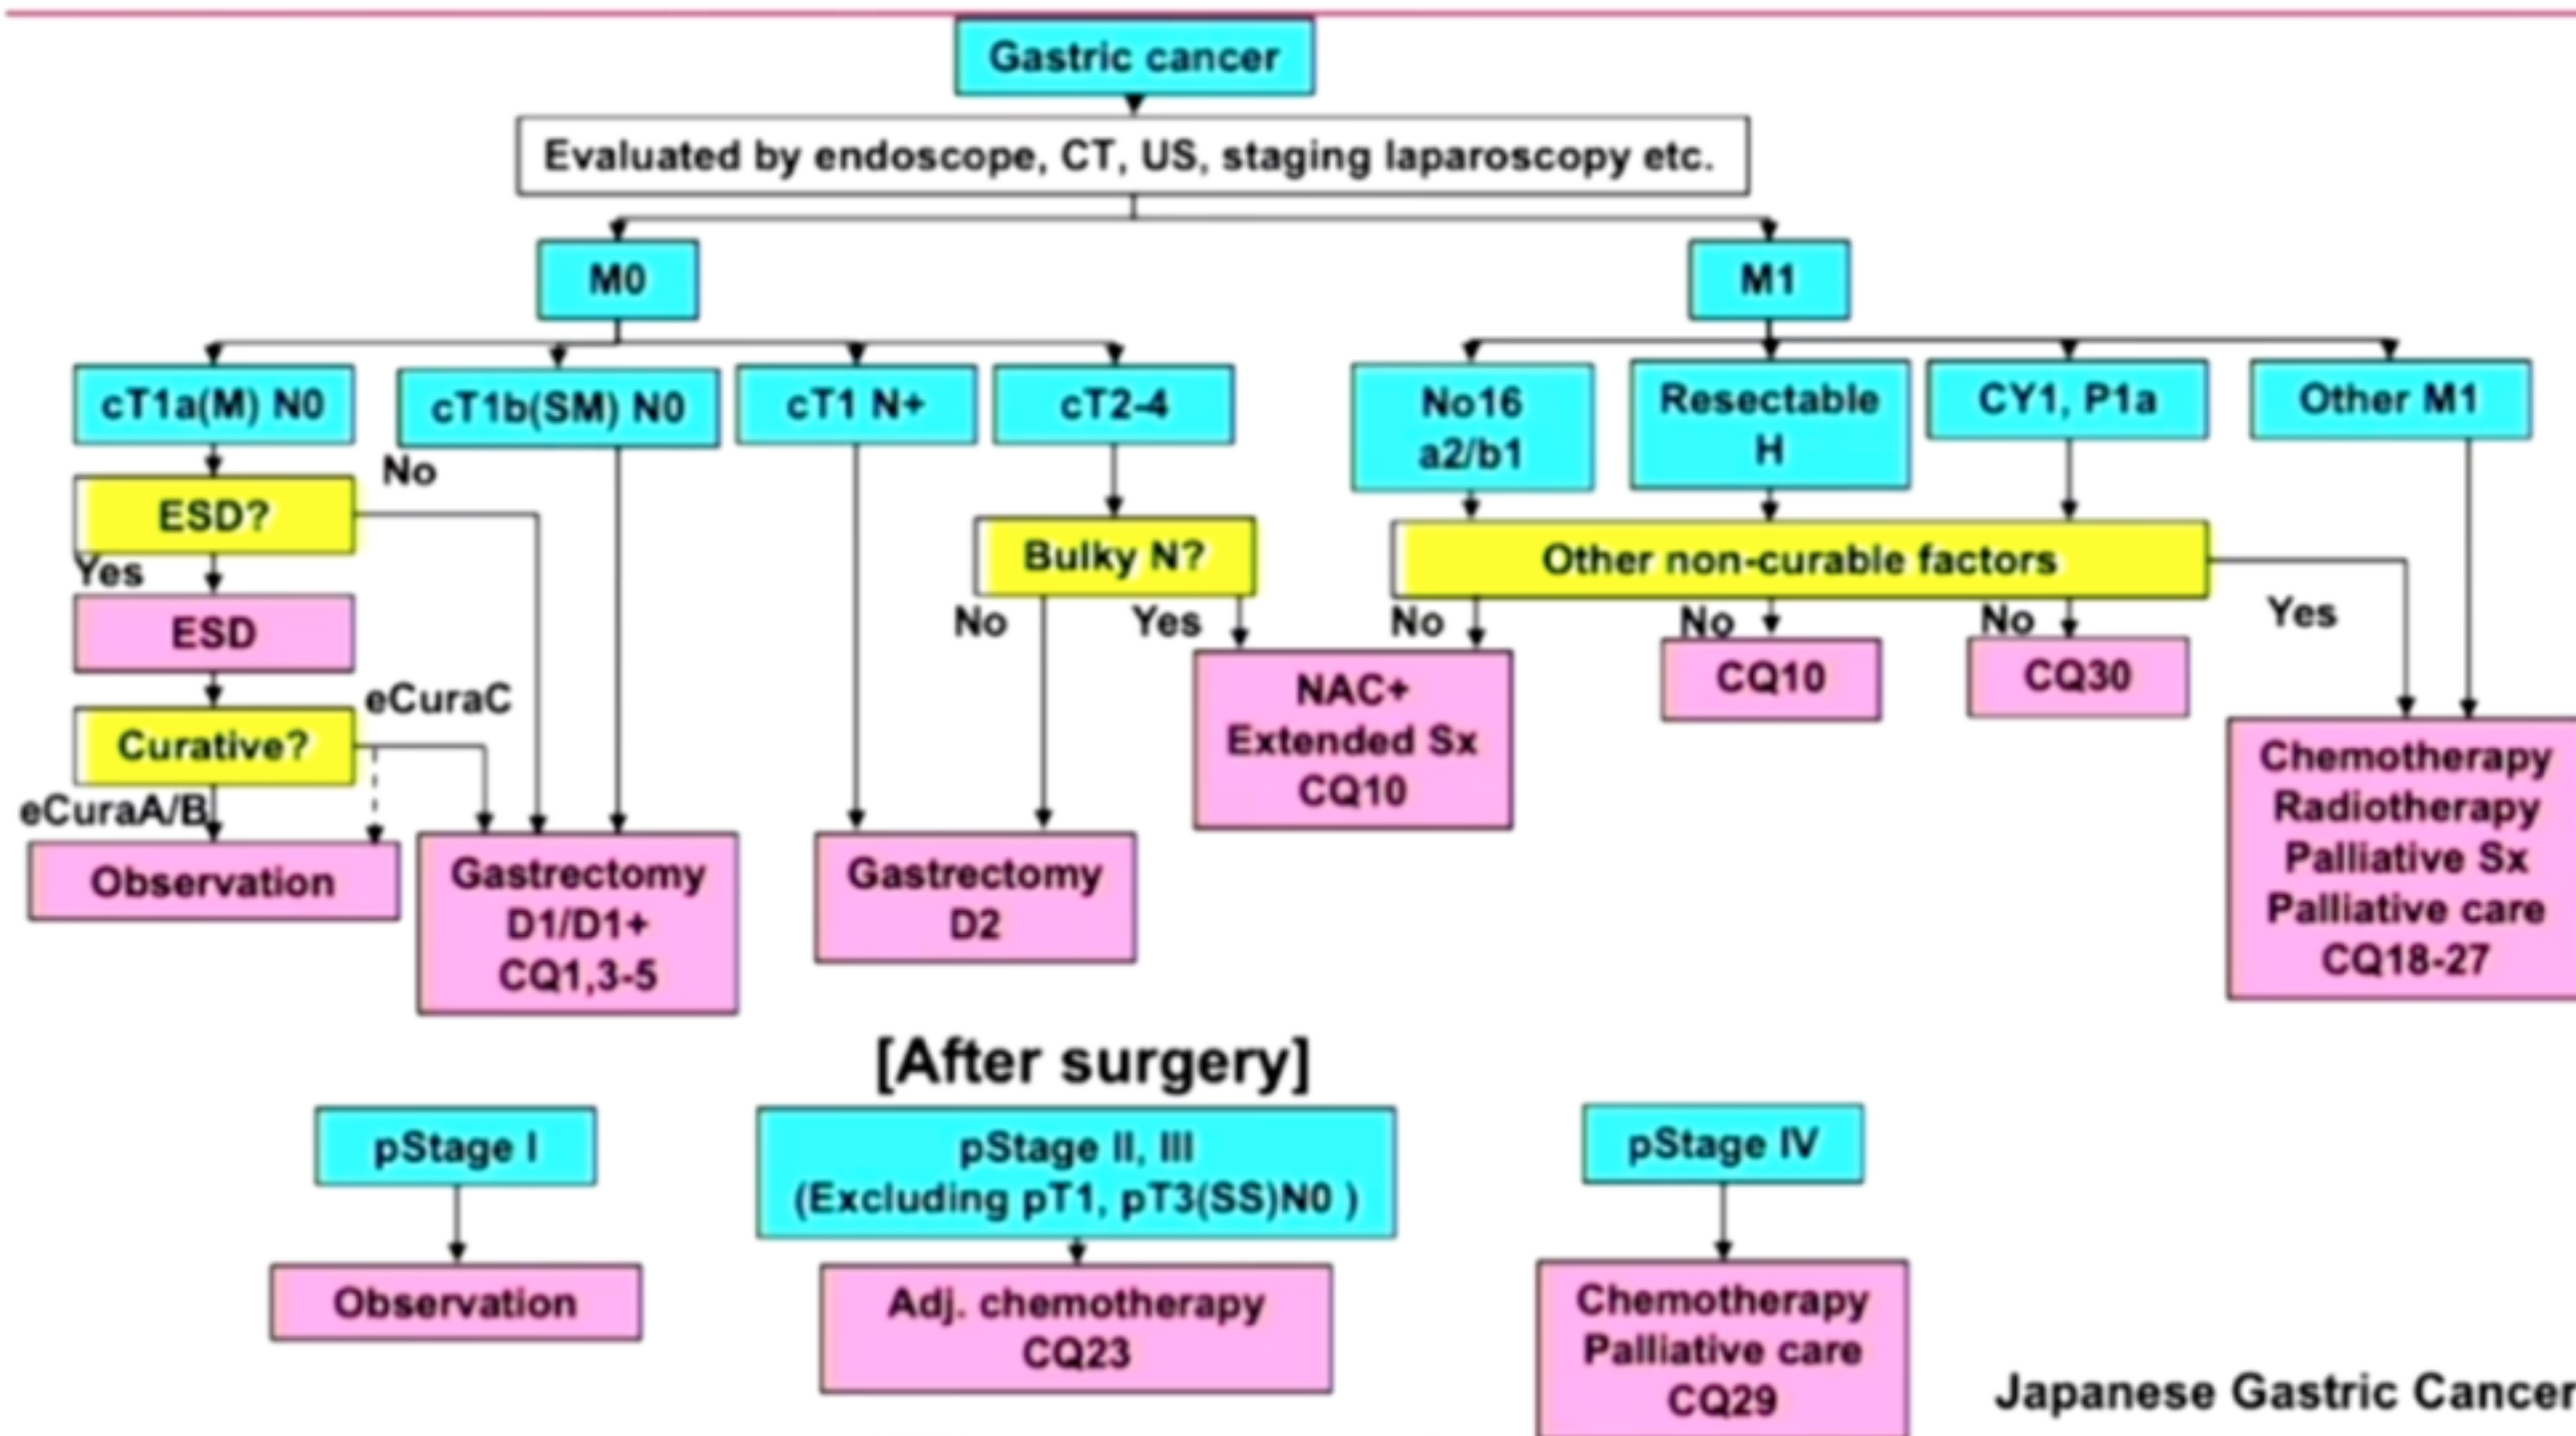 Gastric cancer
Evaluated by endoscope, CT, US, staging laparoscopy etc.
M0
M1
cT1a(M) N0
cT1b(SM) N0
cT1 N+
cT2-4
No16
a2/b1
Resectable
H
CY1, P1a
Other M1
ESD?
No
Yes
ESD
Curative?
eCuraC
eCuraA/B
Observation
Gastrectomy
D1/D1+
CQ1,3-5
Bulky N?
No
Yes
Gastrectomy
D2
NAC+
Extended Sx
CQ10
Other non-curable factors
No
No
No
Yes
CQ10
CQ30
Chemotherapy
Radiotherapy
Palliative Sx
Palliative care
CQ18-27
[After surgery]
pStage I
Observation
pStage II, III
(Excluding pT1, pT3(SS)N0 )
Adj. chemotherapy
CQ23
pStage IV
Chemotherapy
Palliative care
CQ29
Japanese Gastric Cancer